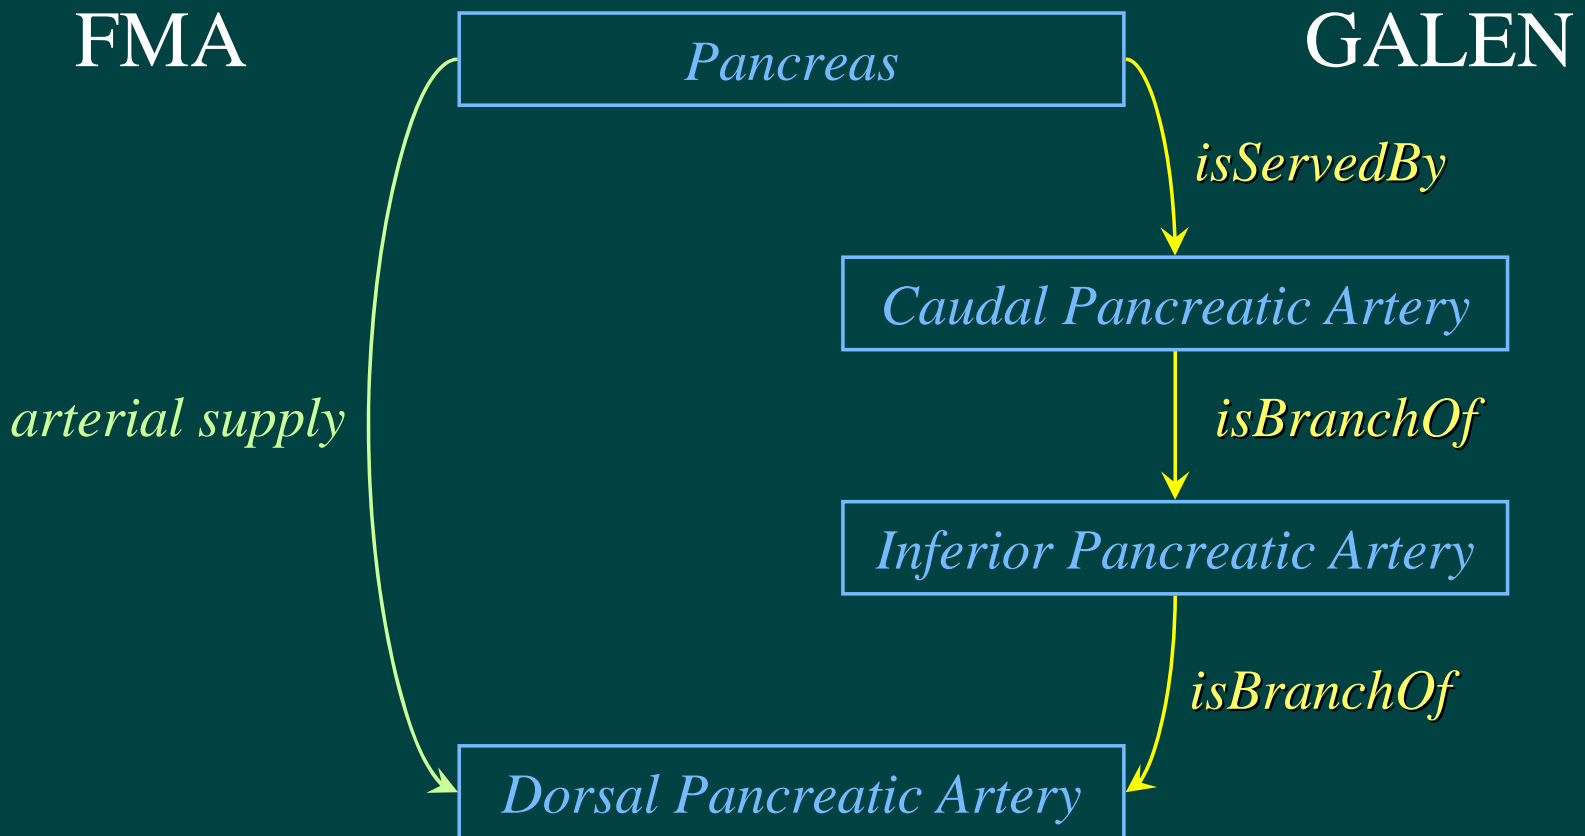 FMA
Pancreas
GALEN
isServedBy
Caudal Pancreatic Artery
arterial supply
isBranchOf
Inferior Pancreatic Artery
isBranchOf
Dorsal Pancreatic Artery